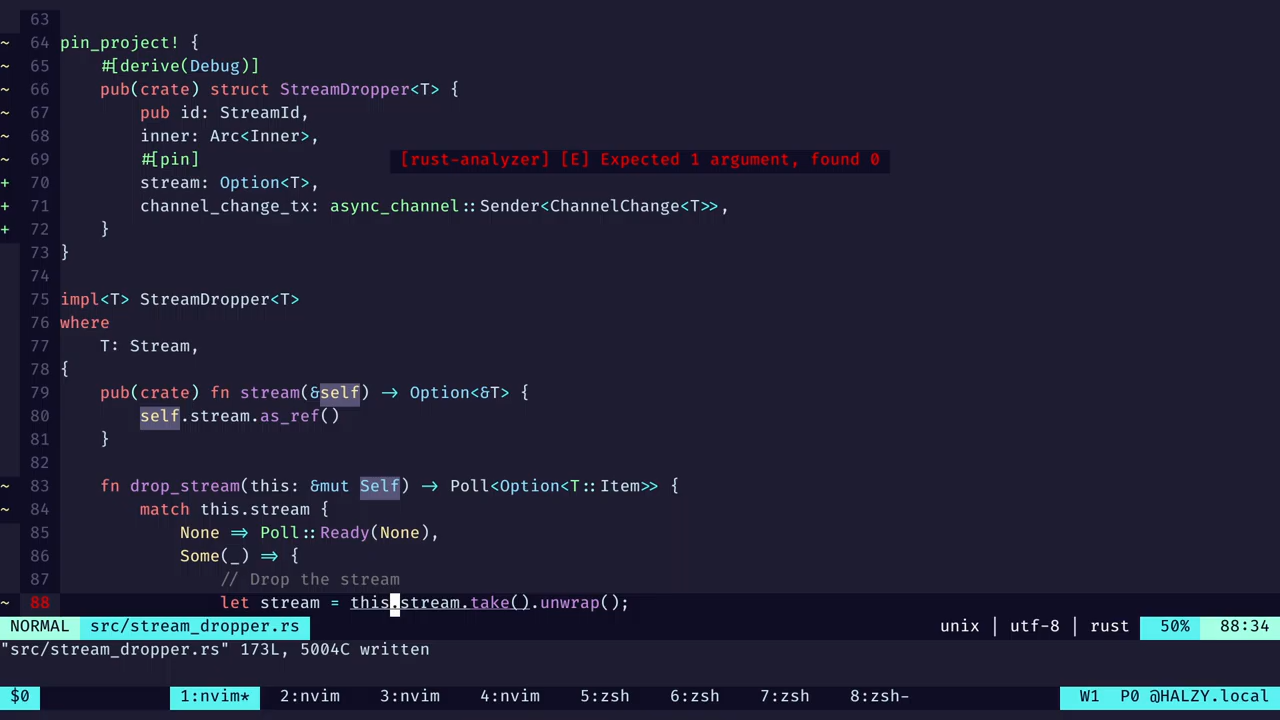 63
~ 64 pin_project! {
~ 65     #[derive(Debug)]
~ 66     pub(crate) struct StreamDropper<T> {
~ 67         pub id: StreamId,
~ 68         inner: Arc<Inner>,
~ 69         #[pin]          [rust-analyzer] [E] Expected 1 argument, found 0
+ 70         stream: Option<T>,
+ 71         channel_change_tx: async_channel::Sender<ChannelChange<T>>,
+ 72     }
73 }
74
75 impl<T> StreamDropper<T>
76 where
77     T: Stream,
78 {
79     pub(crate) fn stream(&self) -> Option<&T> {
80         self.stream.as_ref()
81     }
82
~ 83     fn drop_stream(this: &mut Self) -> Poll<Option<T::Item>> {
~ 84         match this.stream {
85             None => Poll::Ready(None),
86             Some(_) => {
87                 // Drop the stream
~ 88                 let stream = this.stream.take().unwrap();
NORMAL src/stream_dropper.rs unix | utf-8 | rust 50% 88:34
"src/stream_dropper.rs" 173L, 5004C written
$0 1:nvim* 2:nvim 3:nvim 4:nvim 5:zsh 6:zsh 7:zsh 8:zsh- W1 P0 @HALZY.local